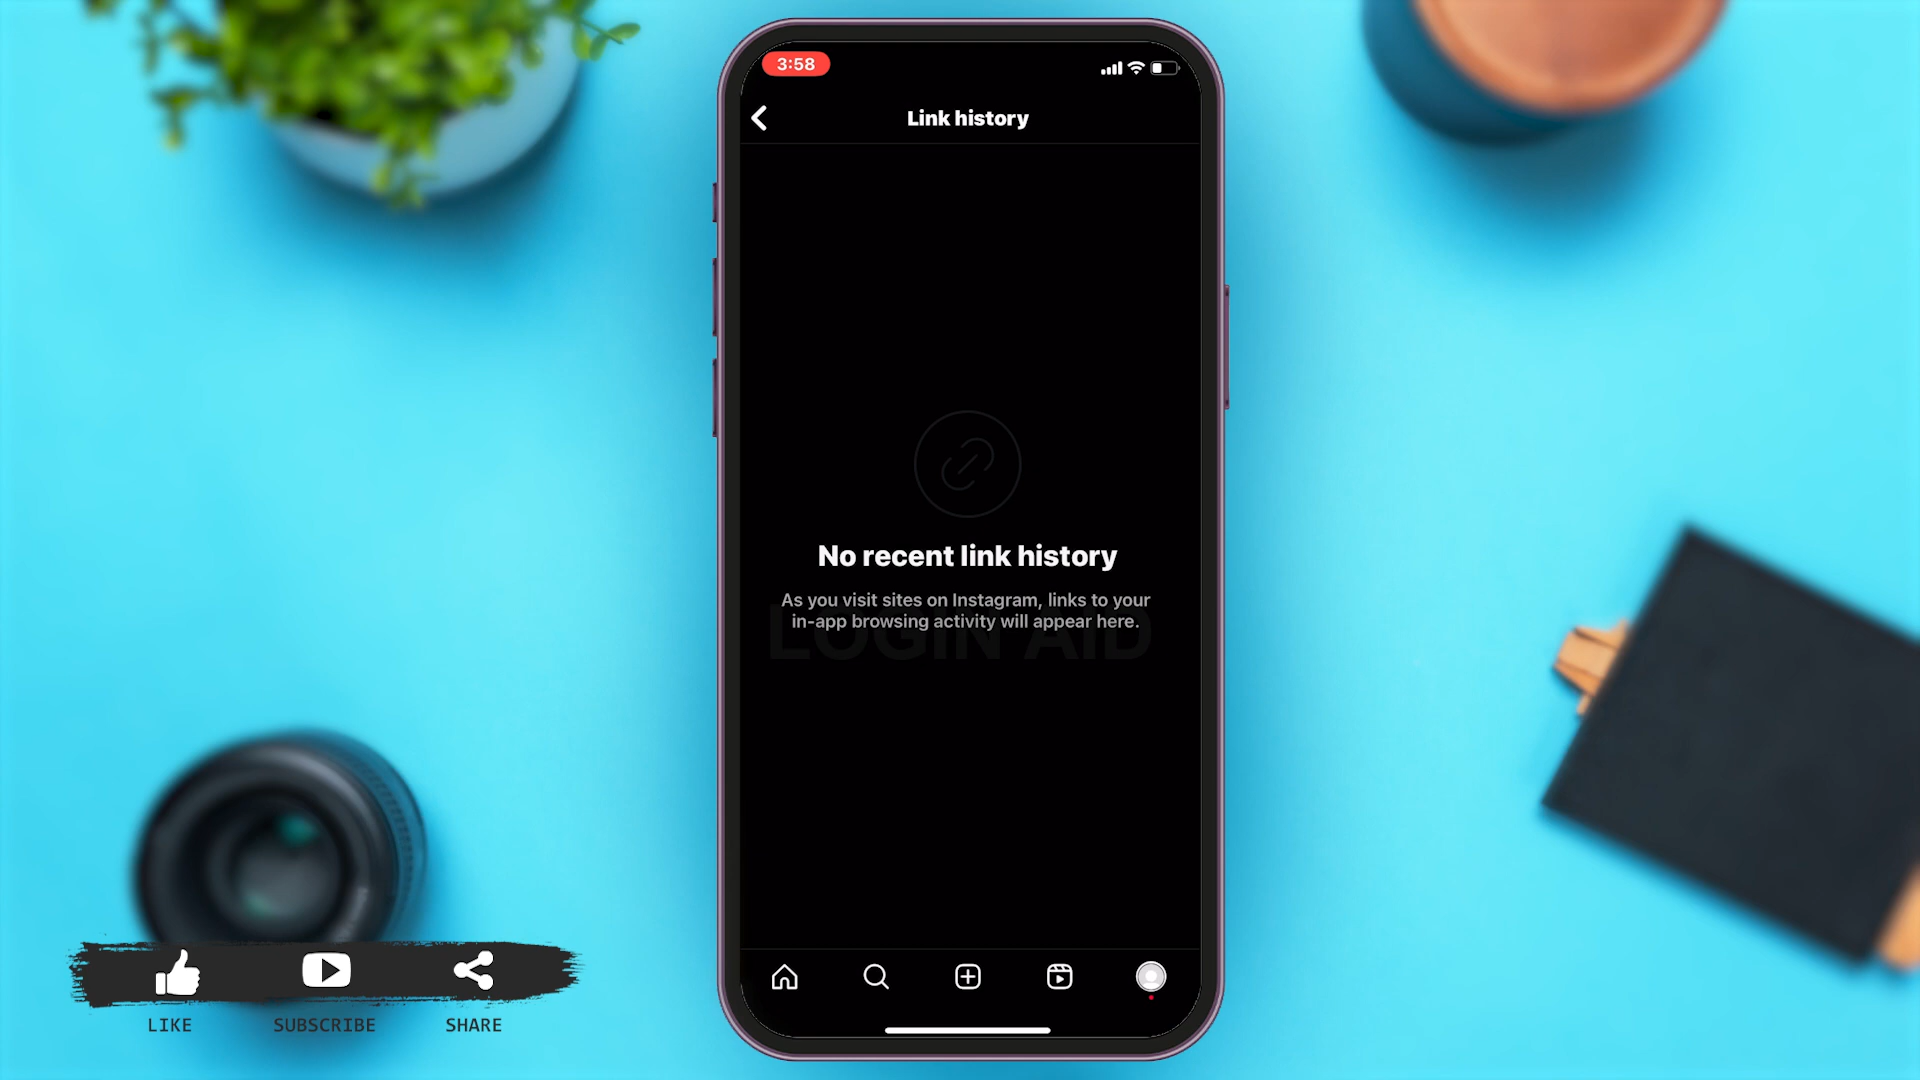 3:58
Link history
No recent link history
As you visit sites on Instagram, links to your
in-app browsing activity will appear here.
LOGIN AID
LIKE SUBSCRIBE SHARE